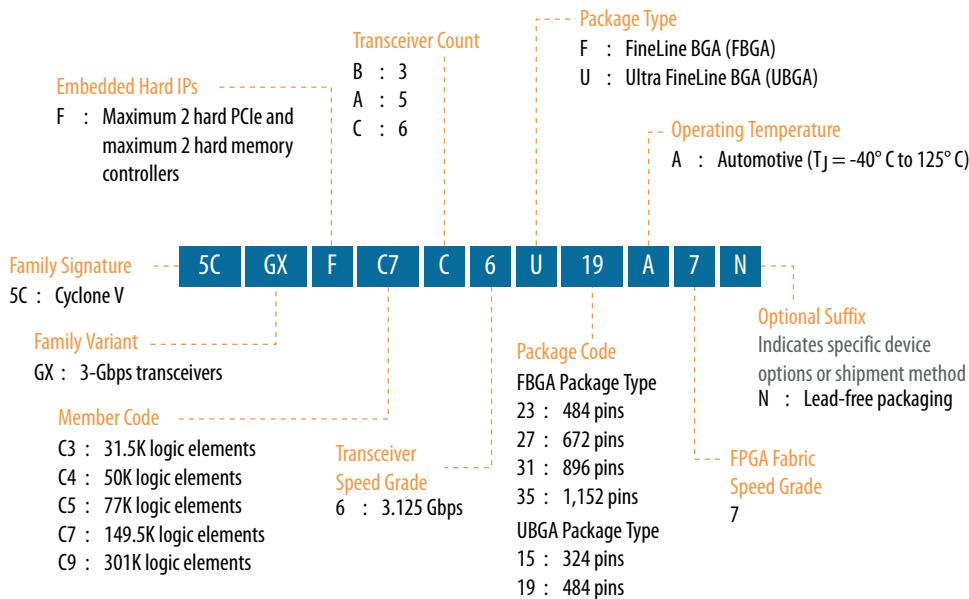 Package Type
F : FineLine BGA (FBGA)
U : Ultra FineLine BGA (UBGA)
Transceiver Count
B : 3
A : 5
C : 6
Embedded Hard IPs
F : Maximum 2 hard PCIe and
maximum 2 hard memory
controllers
Operating Temperature
A : Automotive (TJ = -40° C to 125° C)
5C GX F C7 C 6 U 19 A 7 N
Family Signature
5C : Cyclone V
Family Variant
GX : 3-Gbps transceivers
Member Code
C3 : 31.5K logic elements
C4 : 50K logic elements
C5 : 77K logic elements
C7 : 149.5K logic elements
C9 : 301K logic elements
Transceiver
Speed Grade
6 : 3.125 Gbps
Package Code
FBGA Package Type
23 : 484 pins
27 : 672 pins
31 : 896 pins
35 : 1,152 pins
UBGA Package Type
15 : 324 pins
19 : 484 pins
FPGA Fabric
Speed Grade
7
Optional Suffix
Indicates specific device
options or shipment method
N : Lead-free packaging